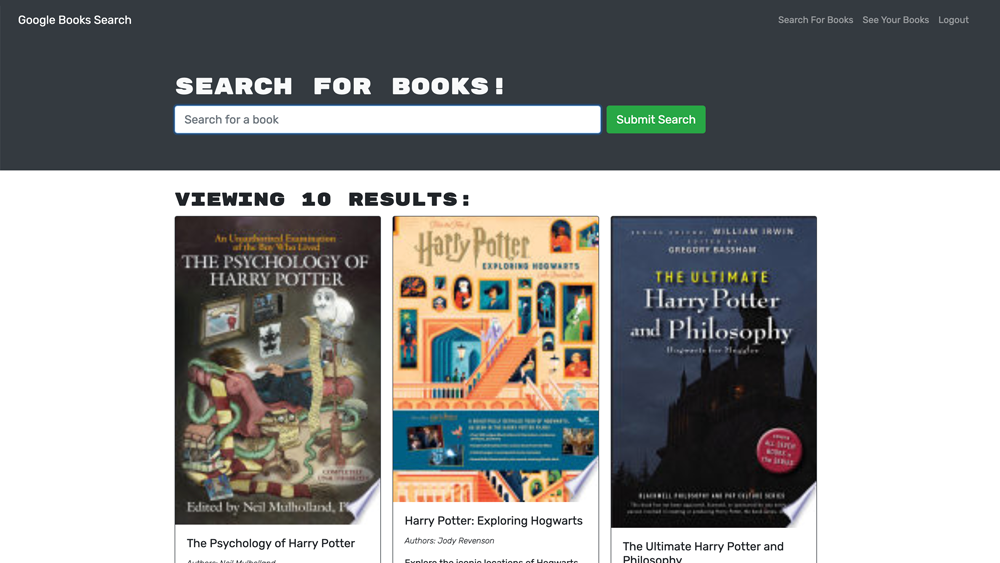 Google Books Search
Search For Books
See Your Books
Logout
SEARCH FOR BOOKS!
Search for a book
Submit Search
VIEWING 10 RESULTS:
An Unauthorized Examination
of the Boy Who Lived
THE PSYCHOLOGY OF
HARRY POTTER
Edited by Neil Mulholland, P
The Psychology of Harry Potter
Authors: Neil Mulholland
Harry Potter
EXPLORING HOGWARTS
Harry Potter: Exploring Hogwarts
Authors: Jody Revenson
Explore the iconic locations of Hogwarts
SERIES EDITOR: WILLIAM IRWIN
EDITED BY
GREGORY BASSHAM
THE ULTIMATE
Harry Potter
and Philosophy
Hogwarts for Muggles
BLACKWELL PHILOSOPHY AND POP CULTURE SERIES
The Ultimate Harry Potter and
Philosophy